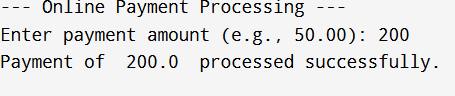 --- Online Payment Processing ---
Enter payment amount (e.g., 50.00): 200
Payment of  200.0  processed successfully.